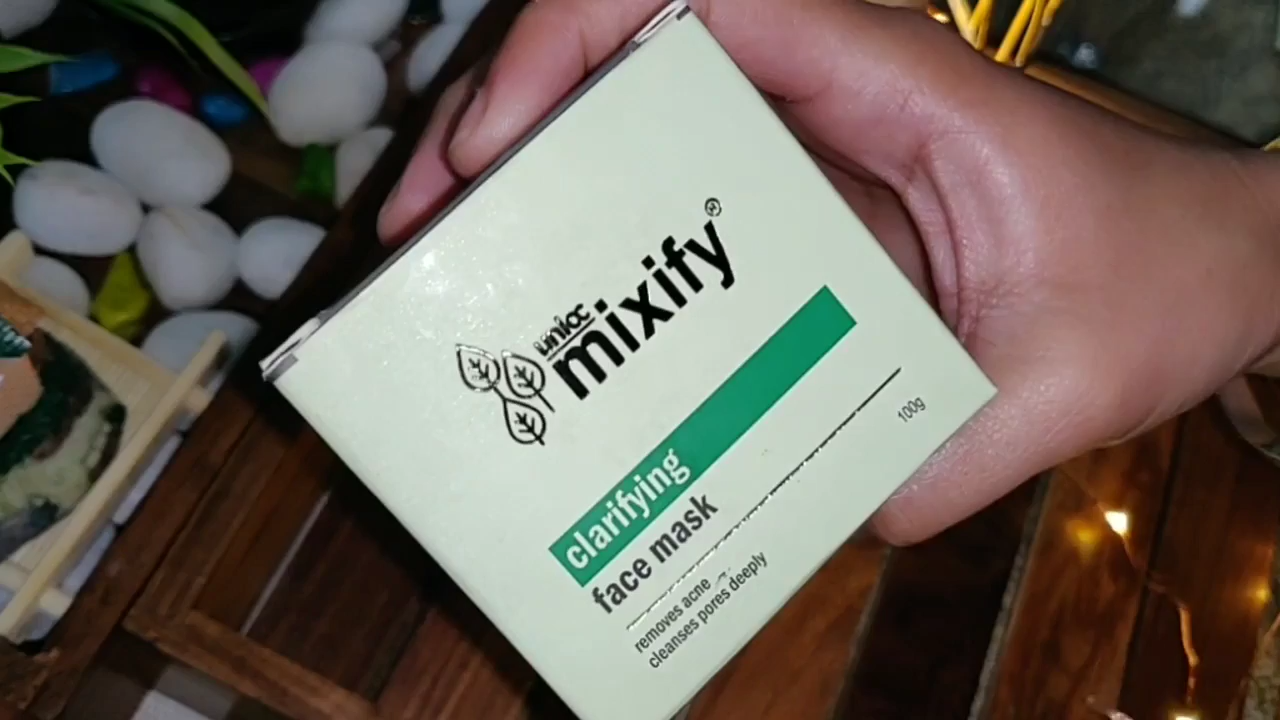 unloc
mixify®
clarifying
face mask
100g
removes acne
cleanses pores deeply